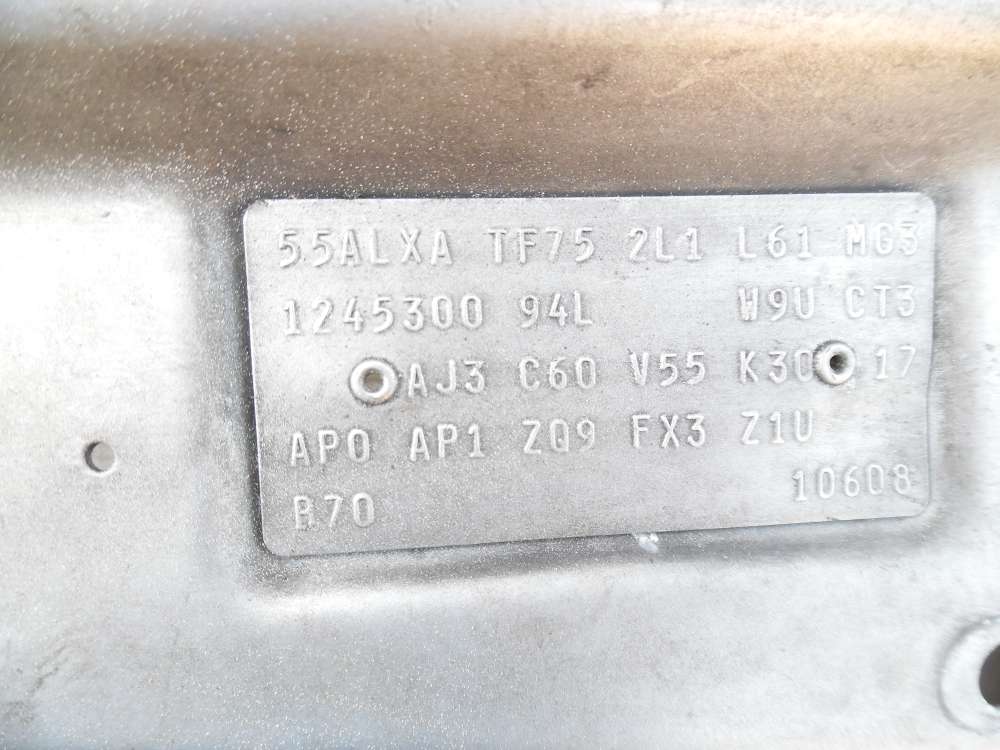 55ALXA TF75 2L1 L61 MG3
1245300 94L W9U CT3
AJ3 C60 V55 17
AP0 AP1 ZQ9 FX3 Z1U
B70 10608